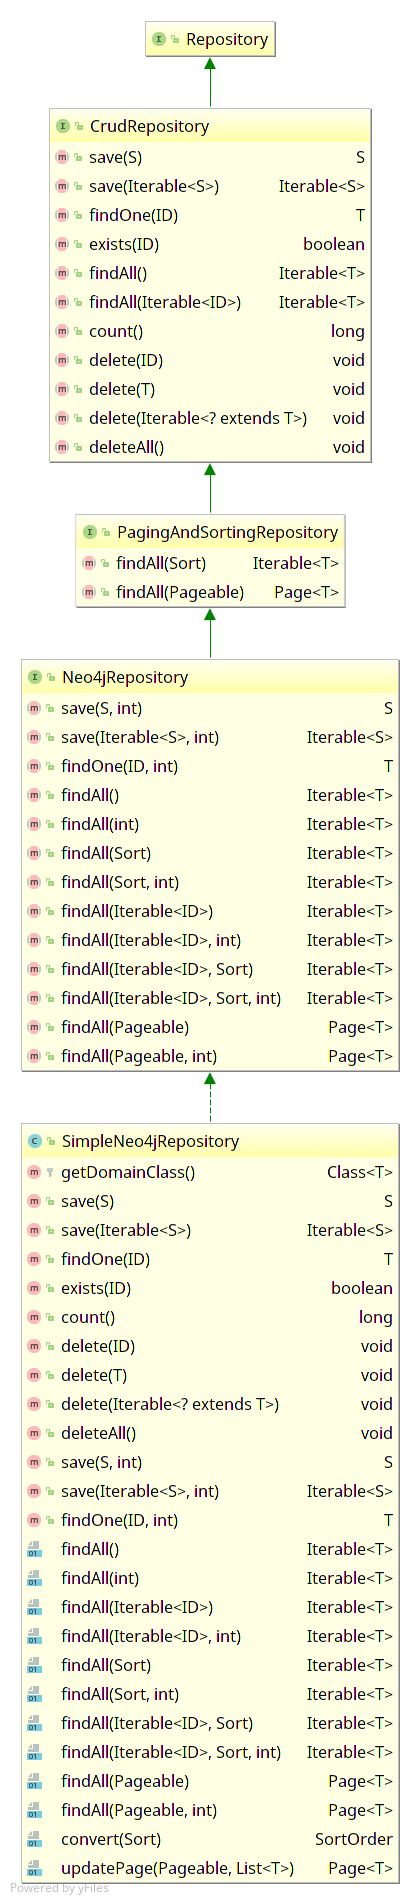 Repository
CrudRepository
save(S) S
save(Iterable<S>) Iterable<S>
findOne(ID) T
exists(ID) boolean
findAll() Iterable<T>
findAll(Iterable<ID>) Iterable<T>
count() long
delete(ID) void
delete(T) void
delete(Iterable<? extends T>) void
deleteAll() void
PagingAndSortingRepository
findAll(Sort) Iterable<T>
findAll(Pageable) Page<T>
Neo4jRepository
save(S, int) S
save(Iterable<S>, int) Iterable<S>
findOne(ID, int) T
findAll() Iterable<T>
findAll(int) Iterable<T>
findAll(Sort) Iterable<T>
findAll(Sort, int) Iterable<T>
findAll(Iterable<ID>) Iterable<T>
findAll(Iterable<ID>, int) Iterable<T>
findAll(Iterable<ID>, Sort) Iterable<T>
findAll(Iterable<ID>, Sort, int) Iterable<T>
findAll(Pageable) Page<T>
findAll(Pageable, int) Page<T>
SimpleNeo4jRepository
getDomainClass() Class<T>
save(S) S
save(Iterable<S>) Iterable<S>
findOne(ID) T
exists(ID) boolean
count() long
delete(ID) void
delete(T) void
delete(Iterable<? extends T>) void
deleteAll() void
save(S, int) S
save(Iterable<S>, int) Iterable<S>
findOne(ID, int) T
findAll() Iterable<T>
findAll(int) Iterable<T>
findAll(Iterable<ID>) Iterable<T>
findAll(Iterable<ID>, int) Iterable<T>
findAll(Sort) Iterable<T>
findAll(Sort, int) Iterable<T>
findAll(Iterable<ID>, Sort) Iterable<T>
findAll(Iterable<ID>, Sort, int) Iterable<T>
findAll(Pageable) Page<T>
findAll(Pageable, int) Page<T>
convert(Sort) SortOrder
updatePage(Pageable, List<T>) Page<T>
Powered by yFiles